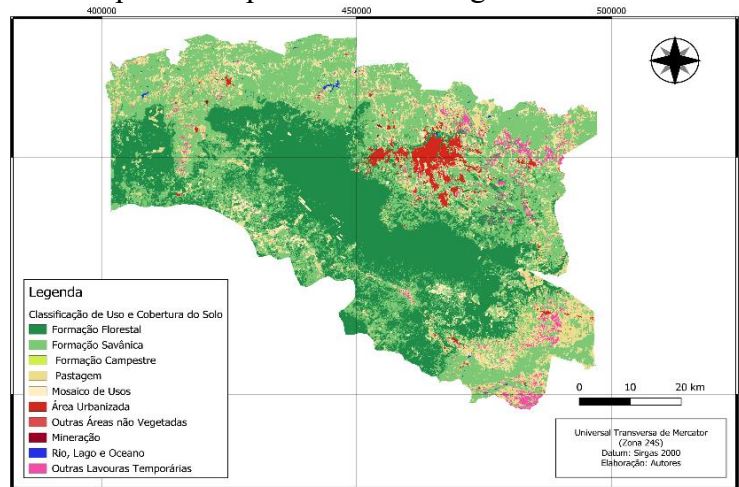 400000 450000 500000
Legenda
Classificação de Uso e Cobertura do Solo
Formação Florestal
Formação Savânica
Formação Campestre
Pastagem
Mosaico de Usos
Área Urbanizada
Outras Áreas não Vegetadas
Mineração
Rio, Lago e Oceano
Outras Lavouras Temporárias
0 10 20 km
Universal Transversa de Mercator
(Zona 24S)
Datum: Sirgas 2000
Elaboração: Autores